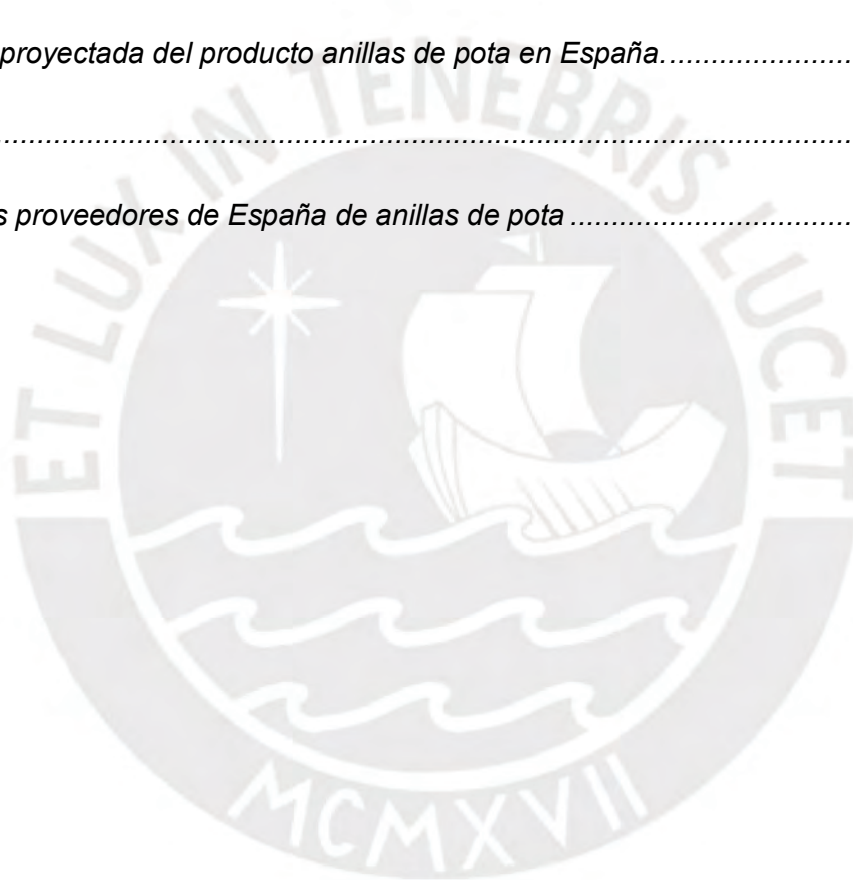 proyectada del producto anillas de pota en España.......................
................................................................................................
s proveedores de España de anillas de pota ..................................
ET LUX IN TENEBRIS LUCET
MCMXVII